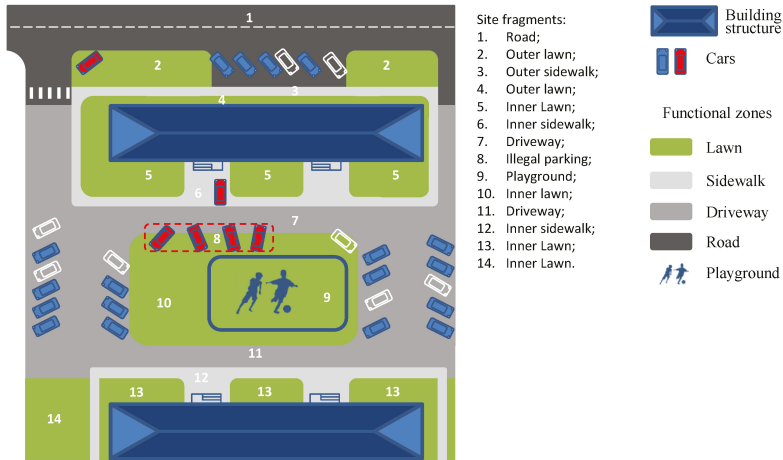 1
2
2
3
4
5
5
5
6
7
8
9
10
11
12
13
13
13
14
Site fragments:
1. Road;
2. Outer lawn;
3. Outer sidewalk;
4. Outer lawn;
5. Inner Lawn;
6. Inner sidewalk;
7. Driveway;
8. Illegal parking;
9. Playground;
10. Inner lawn;
11. Driveway;
12. Inner sidewalk;
13. Inner Lawn;
14. Inner Lawn.
Building
structure
Cars
Functional zones
Lawn
Sidewalk
Driveway
Road
Playground